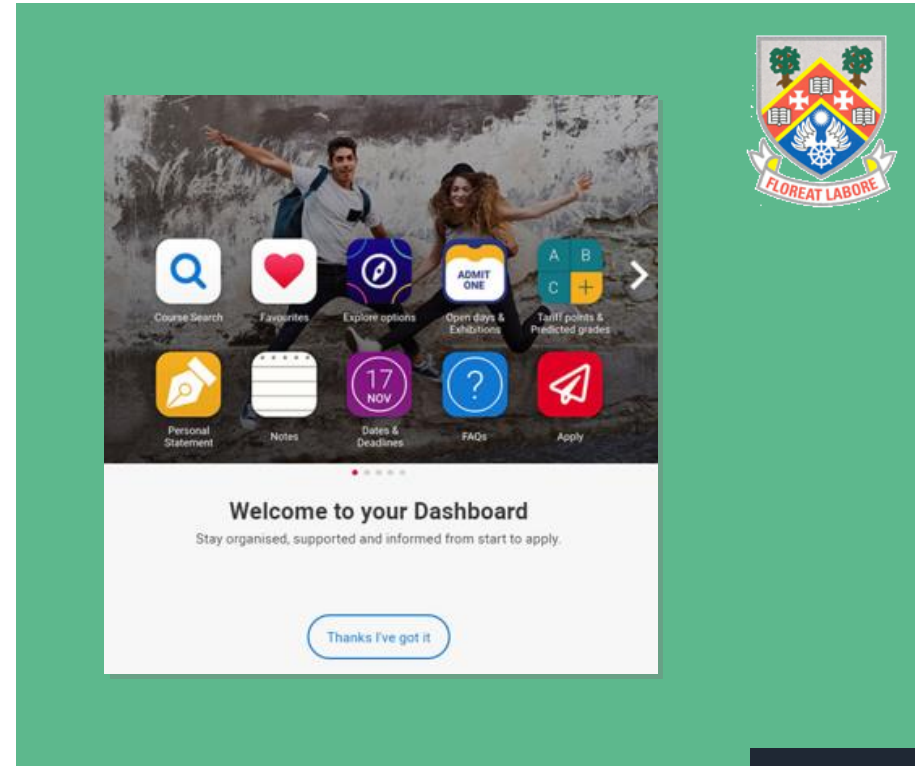 FLOREAT LABORE
A B
ADMIT
ONE
C +
Course Search
Favourites
Explore options
Open days &
Exhibitions
Tariff points &
Predicted grades
17
NOV
?
Personal
Statement
Notes
Dates &
Deadlines
FAQs
Apply
Welcome to your Dashboard
Stay organised, supported and informed from start to apply.
Thanks I've got it